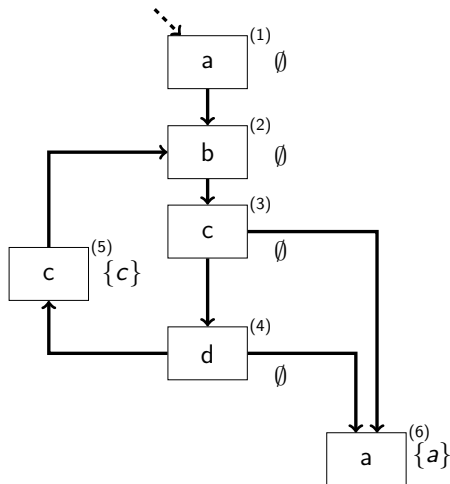 (1)
a ∅
(2)
b ∅
(3)
c ∅
(5)
c {c}
(4)
d ∅
(6)
a {a}